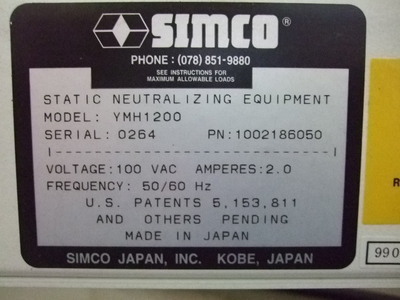 SIMCO ®
PHONE : (078) 851-9880
SEE INSTRUCTIONS FOR
MAXIMUM ALLOWABLE LOADS
STATIC NEUTRALIZING EQUIPMENT
MODEL: YMH1200
SERIAL: 0264 PN:1002186050
VOLTAGE:100 VAC AMPERES:2.0
FREQUENCY: 50/60 Hz
U.S. PATENTS 5,153,811
AND OTHERS PENDING
MADE IN JAPAN
SIMCO JAPAN, INC. KOBE, JAPAN
R
990